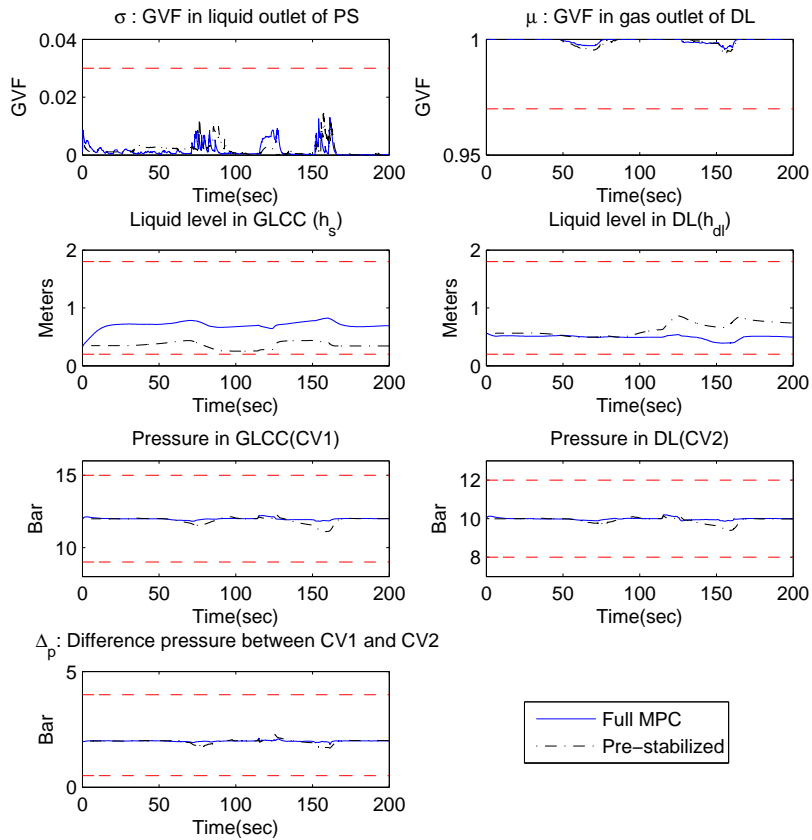 σ : GVF in liquid outlet of PS
0.04
0.02
0
GVF
0 50 100 150 200
Time(sec)
μ : GVF in gas outlet of DL
1
0.95
GVF
0 50 100 150 200
Time(sec)
Liquid level in GLCC (h_s)
2
1
0
Meters
0 50 100 150 200
Time(sec)
Liquid level in DL(h_dl)
2
1
0
Meters
0 50 100 150 200
Time(sec)
Pressure in GLCC(CV1)
15
10
Bar
0 50 100 150 200
Time(sec)
Pressure in DL(CV2)
12
10
8
Bar
0 50 100 150 200
Time(sec)
Δ_p : Difference pressure between CV1 and CV2
5
0
Bar
0 50 100 150 200
Time(sec)
Full MPC
Pre−stabilized